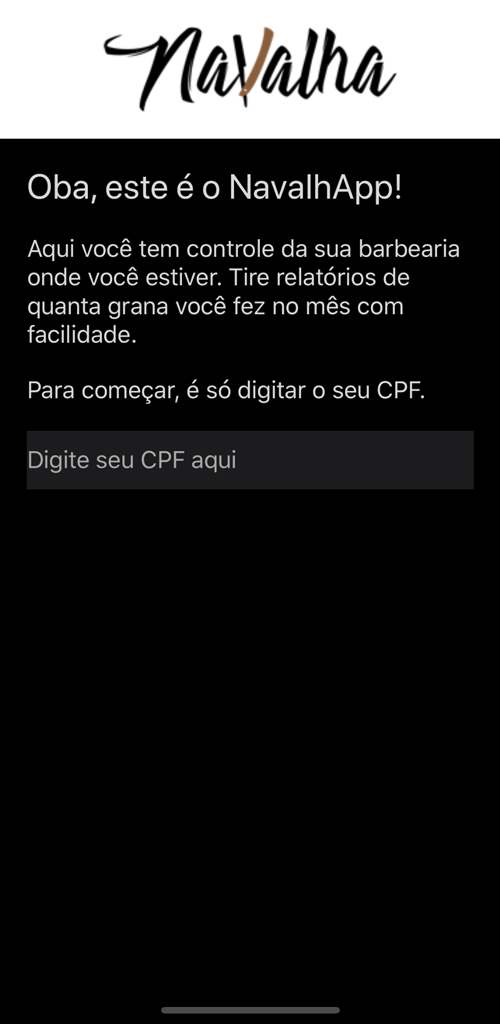 Navalha
Oba, este é o NavalhApp!
Aqui você tem controle da sua barbearia
onde você estiver. Tire relatórios de
quanta grana você fez no mês com
facilidade.
Para começar, é só digitar o seu CPF.
Digite seu CPF aqui